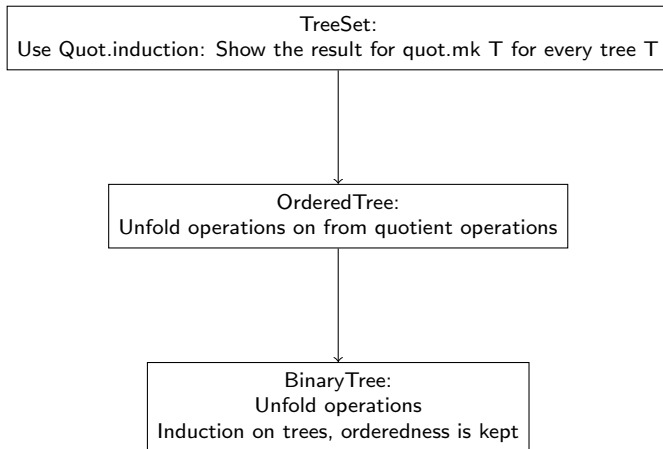 TreeSet:
Use Quot.induction: Show the result for quot.mk T for every tree T
OrderedTree:
Unfold operations on from quotient operations
BinaryTree:
Unfold operations
Induction on trees, orderedness is kept